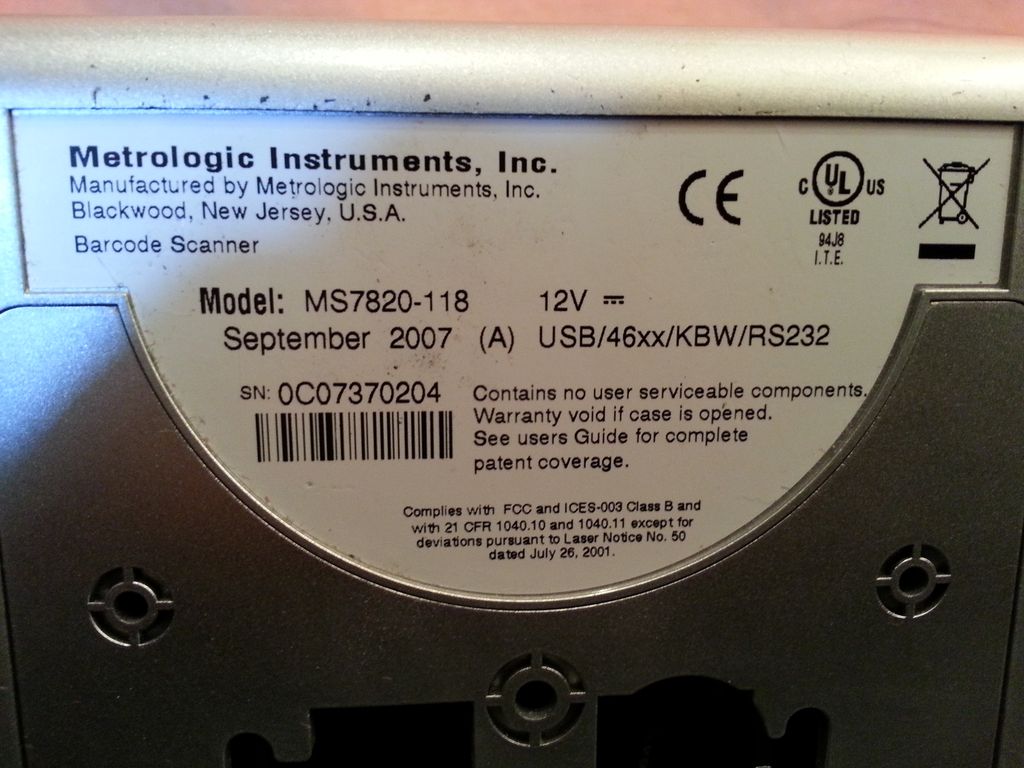 Metrologic Instruments, Inc.
Manufactured by Metrologic Instruments, Inc.
Blackwood, New Jersey, U.S.A.
Barcode Scanner
CE
C UL US
LISTED
94J8
I.T.E.
Model: MS7820-118 12V
September 2007 (A) USB/46xx/KBW/RS232
SN: 0C07370204
Contains no user serviceable components.
Warranty void if case is opened.
See users Guide for complete
patent coverage.
Complies with FCC and ICES-003 Class B and
with 21 CFR 1040.10 and 1040.11 except for
deviations pursuant to Laser Notice No. 50
dated July 26, 2001.